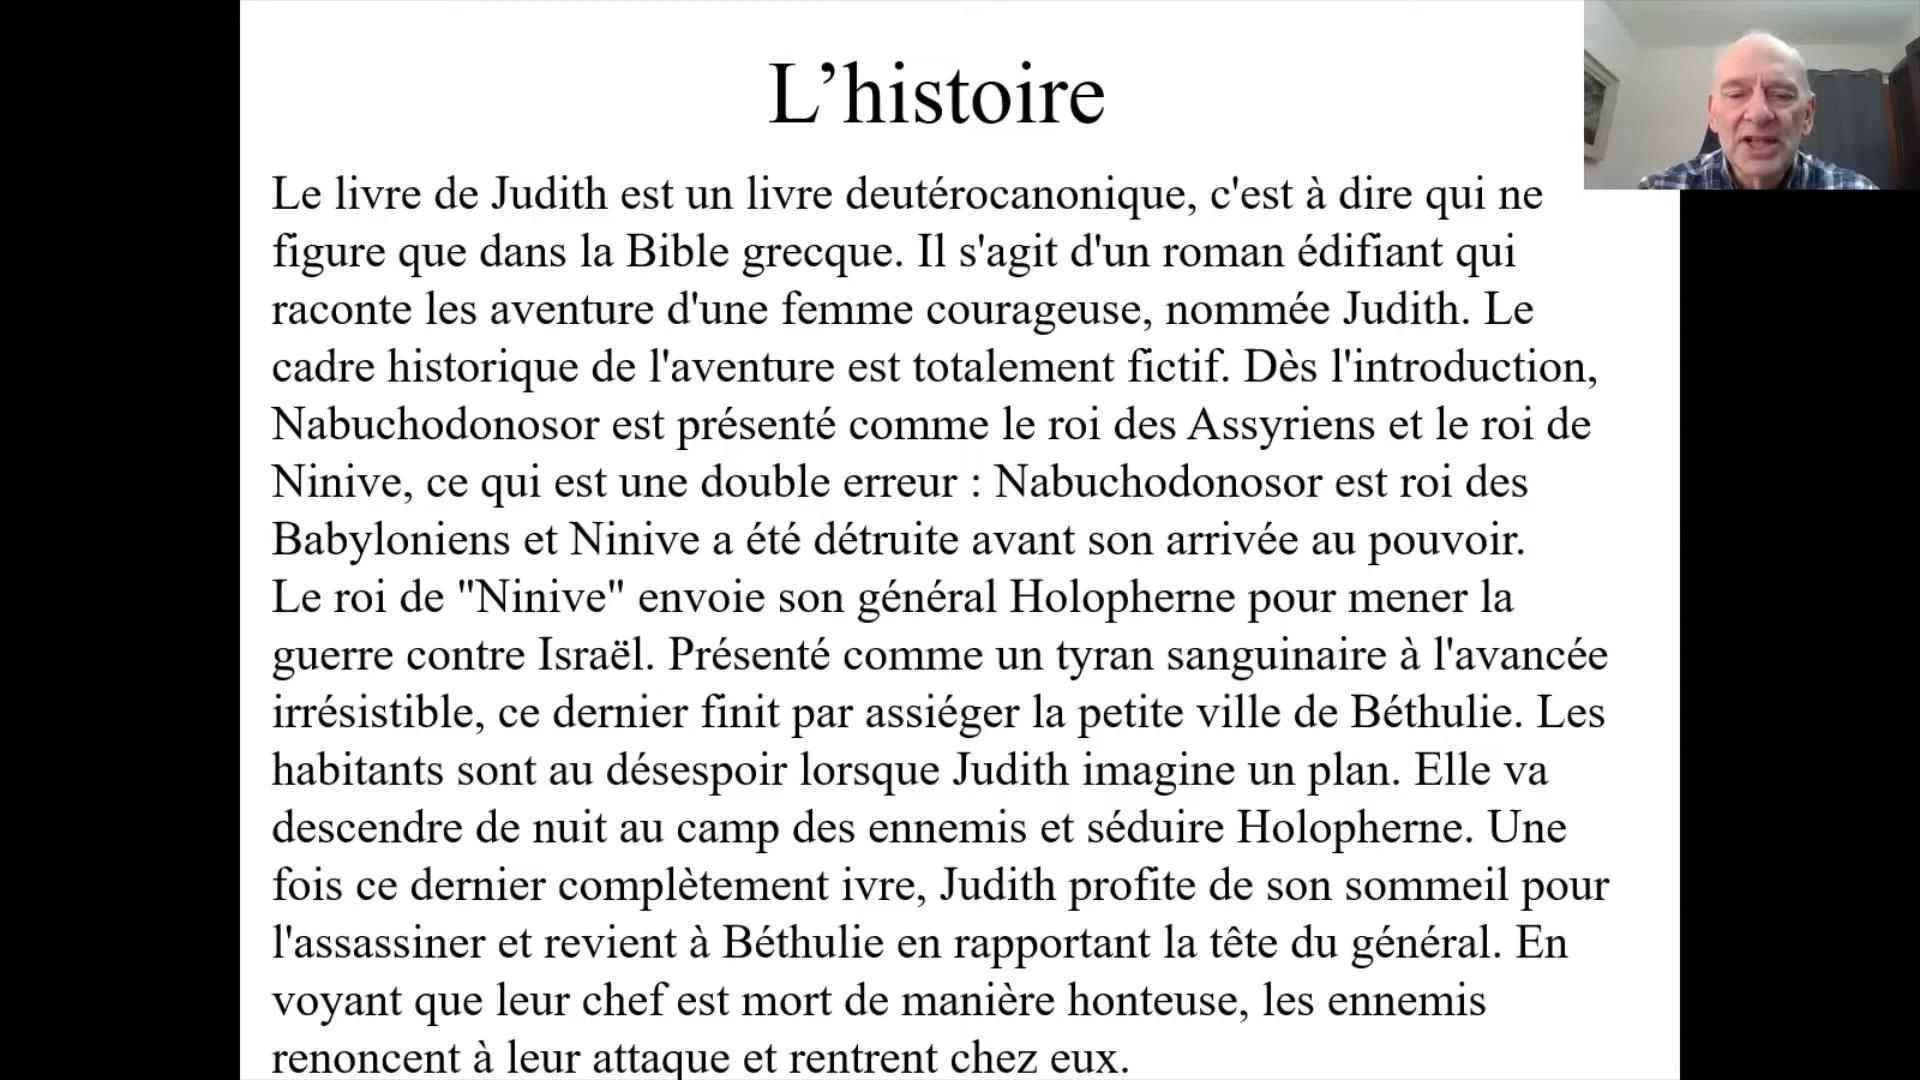 L’histoire
Le livre de Judith est un livre deutérocanonique, c'est à dire qui ne
figure que dans la Bible grecque. Il s'agit d'un roman édifiant qui
raconte les aventure d'une femme courageuse, nommée Judith. Le
cadre historique de l'aventure est totalement fictif. Dès l'introduction,
Nabuchodonosor est présenté comme le roi des Assyriens et le roi de
Ninive, ce qui est une double erreur : Nabuchodonosor est roi des
Babyloniens et Ninive a été détruite avant son arrivée au pouvoir.
Le roi de "Ninive" envoie son général Holopherne pour mener la
guerre contre Israël. Présenté comme un tyran sanguinaire à l'avancée
irrésistible, ce dernier finit par assiéger la petite ville de Béthulie. Les
habitants sont au désespoir lorsque Judith imagine un plan. Elle va
descendre de nuit au camp des ennemis et séduire Holopherne. Une
fois ce dernier complètement ivre, Judith profite de son sommeil pour
l'assassiner et revient à Béthulie en rapportant la tête du général. En
voyant que leur chef est mort de manière honteuse, les ennemis
renoncent à leur attaque et rentrent chez eux.